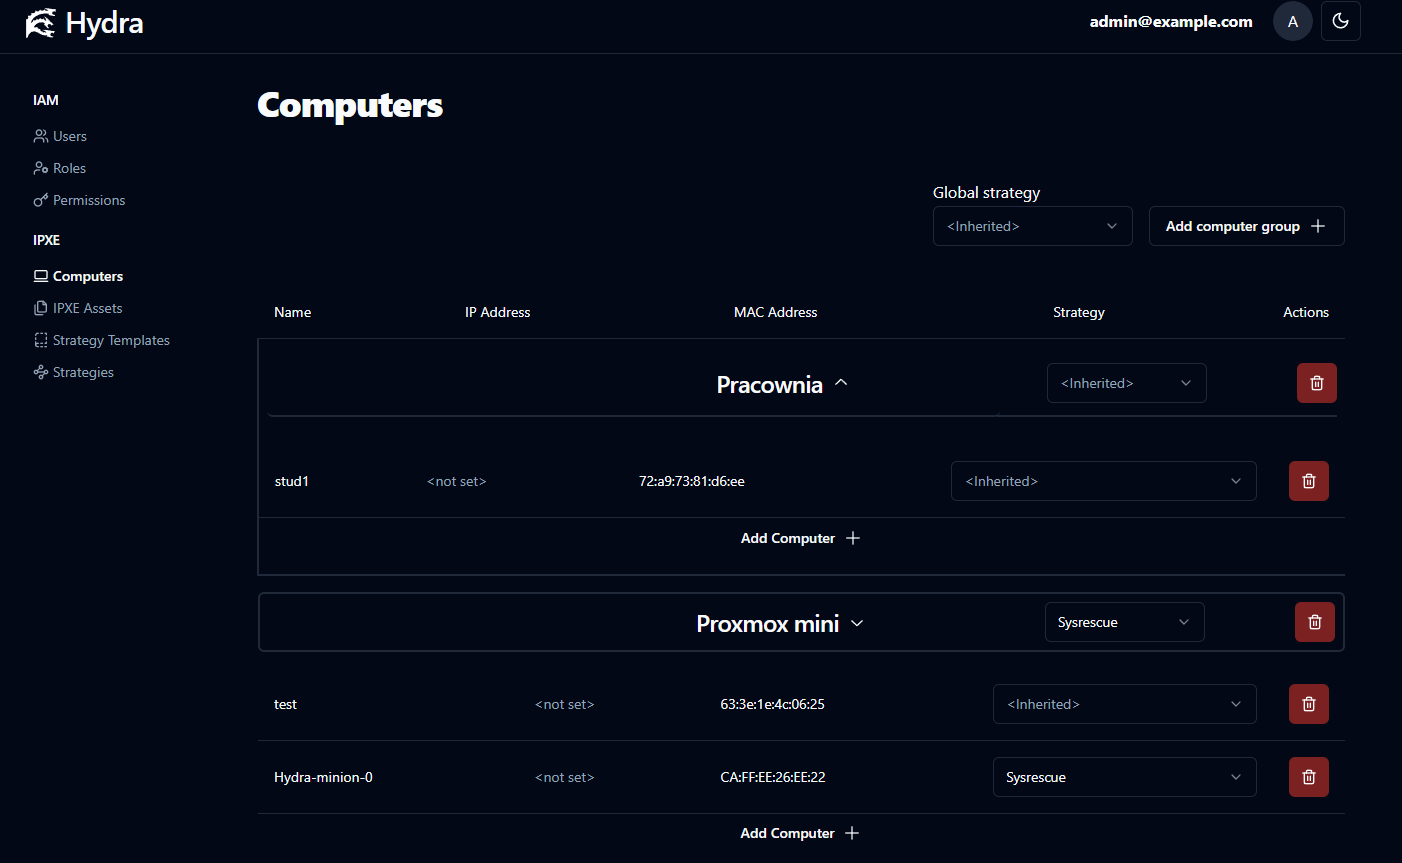 Hydra
admin@example.com
A
IAM
Users
Roles
Permissions
IPXE
Computers
IPXE Assets
Strategy Templates
Strategies
Computers
Global strategy
<Inherited>
Add computer group
Name IP Address MAC Address Strategy Actions
Pracownia <Inherited>
stud1 <not set> 72:a9:73:81:d6:ee <Inherited>
Add Computer
Proxmox mini Sysrescue
test <not set> 63:3e:1e:4c:06:25 <Inherited>
Hydra-minion-0 <not set> CA:FF:EE:26:EE:22 Sysrescue
Add Computer